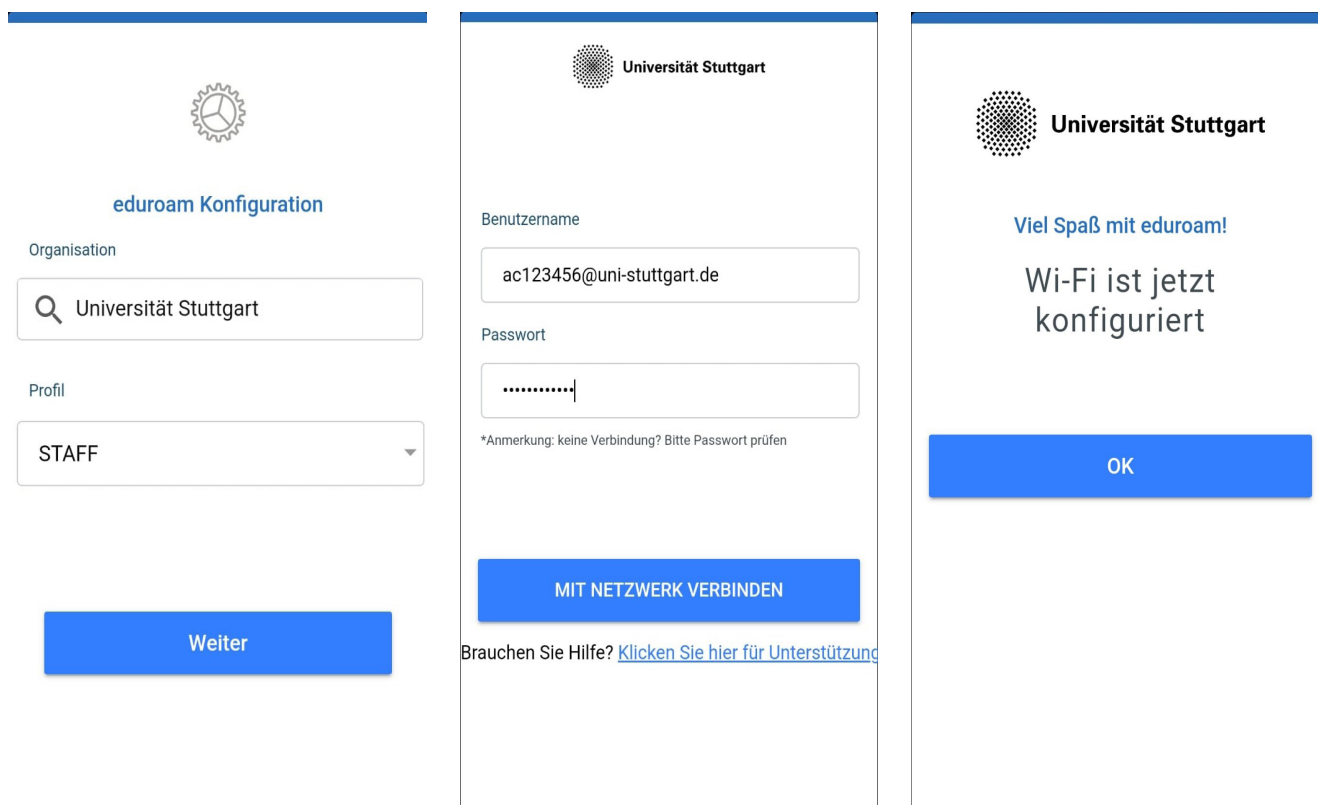 eduroam Konfiguration
Organisation
Universität Stuttgart
Profil
STAFF
Weiter
Universität Stuttgart
Benutzername
ac123456@uni-stuttgart.de
Passwort
••••••••••••
*Anmerkung: keine Verbindung? Bitte Passwort prüfen
MIT NETZWERK VERBINDEN
Brauchen Sie Hilfe? Klicken Sie hier für Unterstützung
Universität Stuttgart
Viel Spaß mit eduroam!
Wi-Fi ist jetzt
konfiguriert
OK